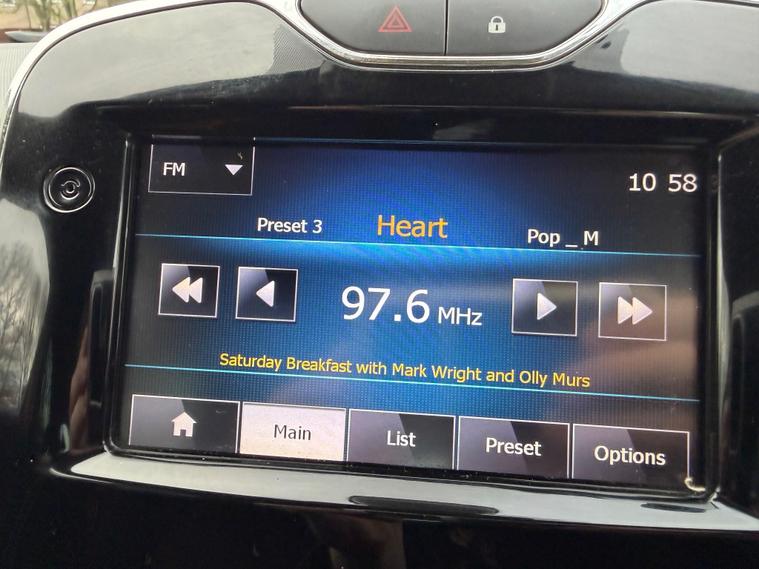 FM
10 58
Preset 3 Heart Pop _ M
97.6 MHz
Saturday Breakfast with Mark Wright and Olly Murs
Main List Preset Options